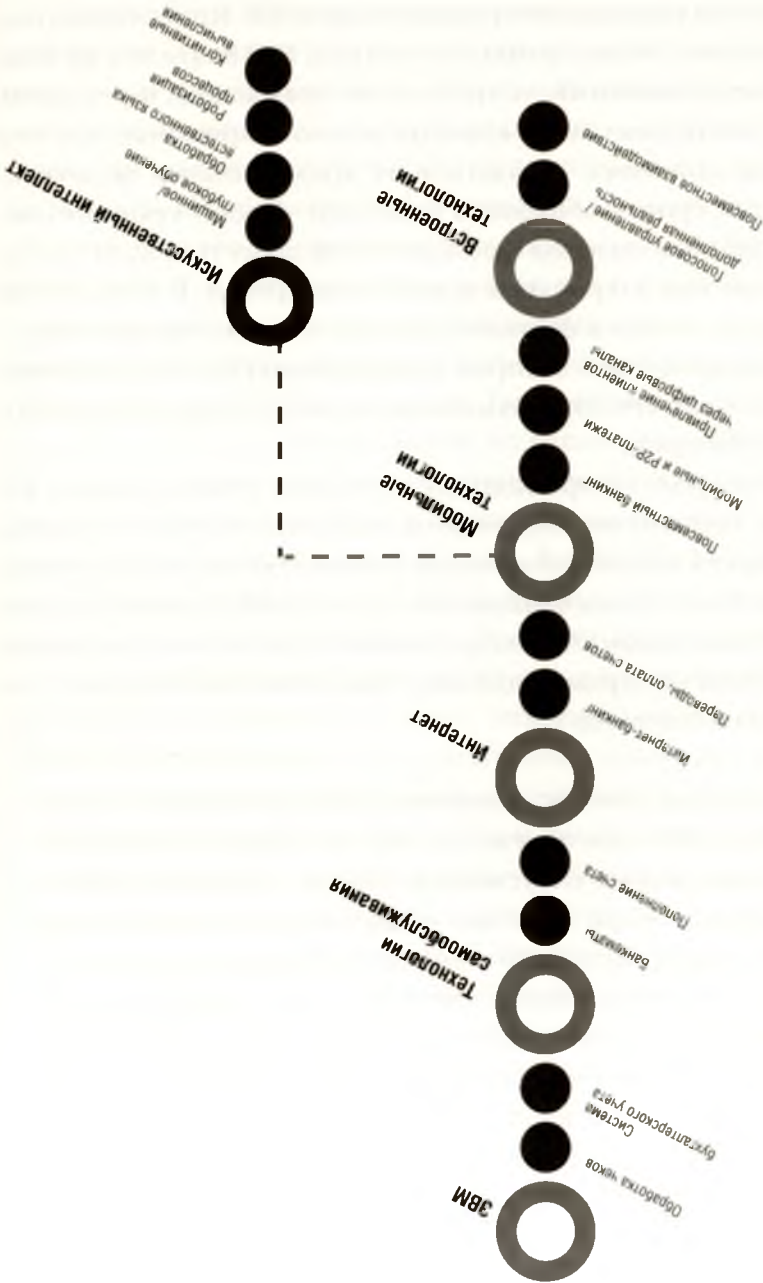 ЭВМ
Обработка чеков
Система
бухгалтерского учета
Технологии
самообслуживания
Банкоматы
Пополнение счета
Интернет
Интернет-банкинг
Переводы, оплата счетов
Мобильные
технологии
Повсеместный банкинг
Мобильные и P2P-платежи
Привлечение клиентов
через цифровые каналы
Встроенные
технологии
Голосовое управление /
дополненная реальность
Повсеместное взаимодействие
Искусственный интеллект
Машинное/
глубокое обучение
Обработка
естественного языка
Роботизация
процессов
Когнитивные
вычисления